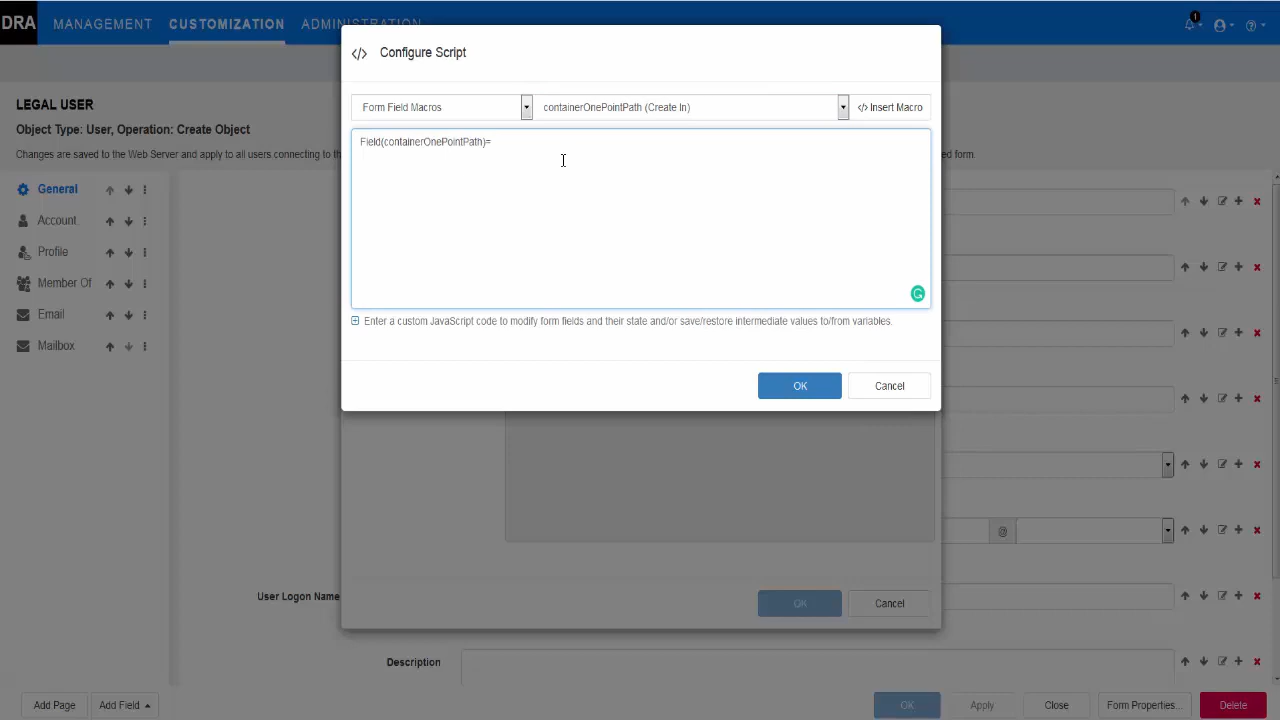 DRA MANAGEMENT CUSTOMIZATION ADMINISTRATION 1
</> Configure Script
Form Field Macros containerOnePointPath (Create In) </> Insert Macro
Field(containerOnePointPath)=
Enter a custom JavaScript code to modify form fields and their state and/or save/restore intermediate values to/from variables.
OK Cancel
LEGAL USER
Object Type: User, Operation: Create Object
Changes are saved to the Web Server and apply to all users connecting to th
ed form.
General
Account
Profile
Member Of
Email
Mailbox
@
User Logon Name
OK Cancel
Description
Add Page Add Field OK Apply Close Form Properties... Delete